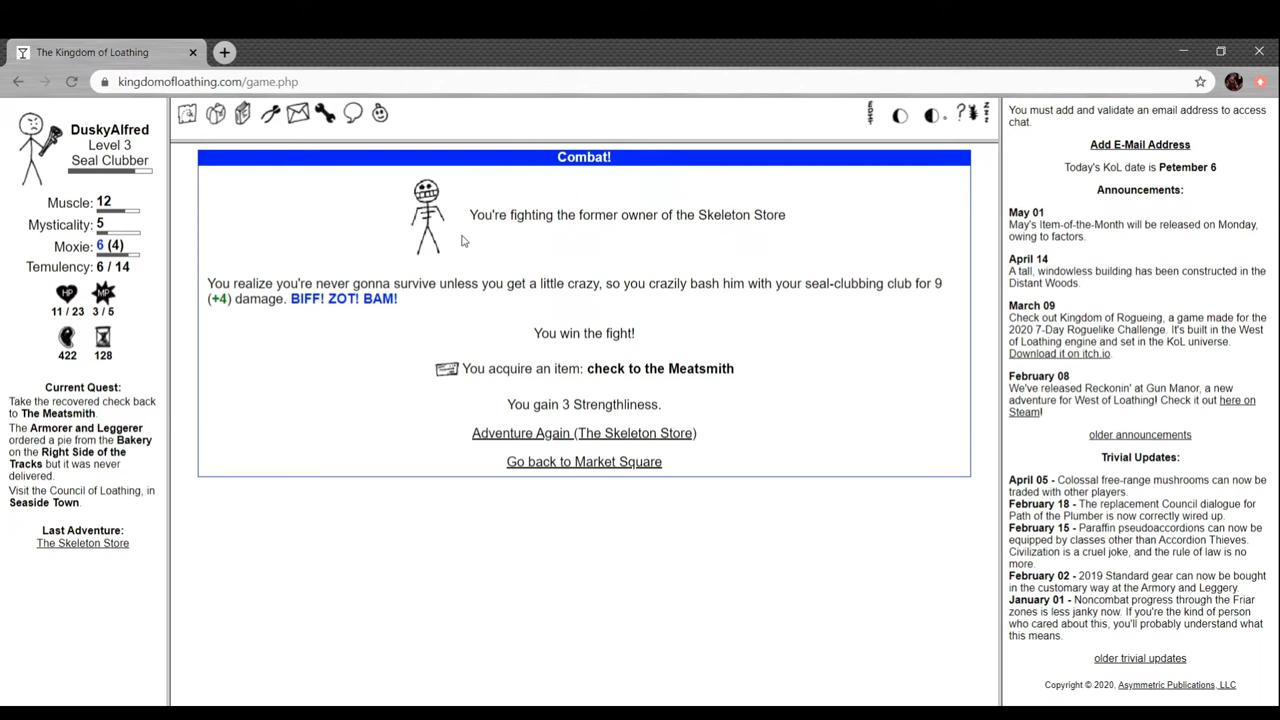 The Kingdom of Loathing
kingdomofloathing.com/game.php
DuskyAlfred
Level 3
Seal Clubber
Muscle: 12
Mysticality: 5
Moxie: 6 (4)
Temulency: 6 / 14
HP
MP
11 / 23
3 / 5
422
128
Current Quest:
Take the recovered check back
to The Meatsmith.
The Armorer and Leggerer
ordered a pie from the Bakery
on the Right Side of the
Tracks but it was never
delivered.
Visit the Council of Loathing, in
Seaside Town.
Last Adventure:
The Skeleton Store
Combat!
You're fighting the former owner of the Skeleton Store
You realize you're never gonna survive unless you get a little crazy, so you crazily bash him with your seal-clubbing club for 9
(+4) damage. BIFF! ZOT! BAM!
You win the fight!
You acquire an item: check to the Meatsmith
You gain 3 Strengthliness.
Adventure Again (The Skeleton Store)
Go back to Market Square
You must add and validate an email address to access
chat.
Add E-Mail Address
Today's KoL date is Petember 6
Announcements:
May 01
May's Item-of-the-Month will be released on Monday,
owing to factors.
April 14
A tall, windowless building has been constructed in the
Distant Woods.
March 09
Check out Kingdom of Rogueing, a game made for the
2020 7-Day Roguelike Challenge. It's built in the West
of Loathing engine and set in the KoL universe.
Download it on itch.io.
February 08
We've released Reckonin' at Gun Manor, a new
adventure for West of Loathing! Check it out here on
Steam!
older announcements
Trivial Updates:
April 05 - Colossal free-range mushrooms can now be
traded with other players.
February 18 - The replacement Council dialogue for
Path of the Plumber is now correctly wired up.
February 15 - Paraffin pseudoaccordions can now be
equipped by classes other than Accordion Thieves.
Civilization is a cruel joke, and the rule of law is no
more.
February 02 - 2019 Standard gear can now be bought
in the customary way at the Armory and Leggery.
January 01 - Noncombat progress through the Friar
zones is less janky now. If you're the kind of person
who cared about this, you'll probably understand what
this means.
older trivial updates
Copyright © 2020, Asymmetric Publications, LLC